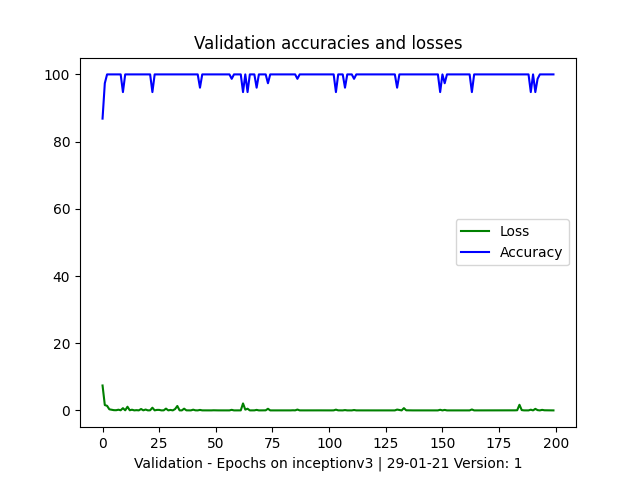 Validation accuracies and losses
100
80
60
40
20
0
Loss
Accuracy
0 25 50 75 100 125 150 175 200
Validation - Epochs on inceptionv3 | 29-01-21 Version: 1